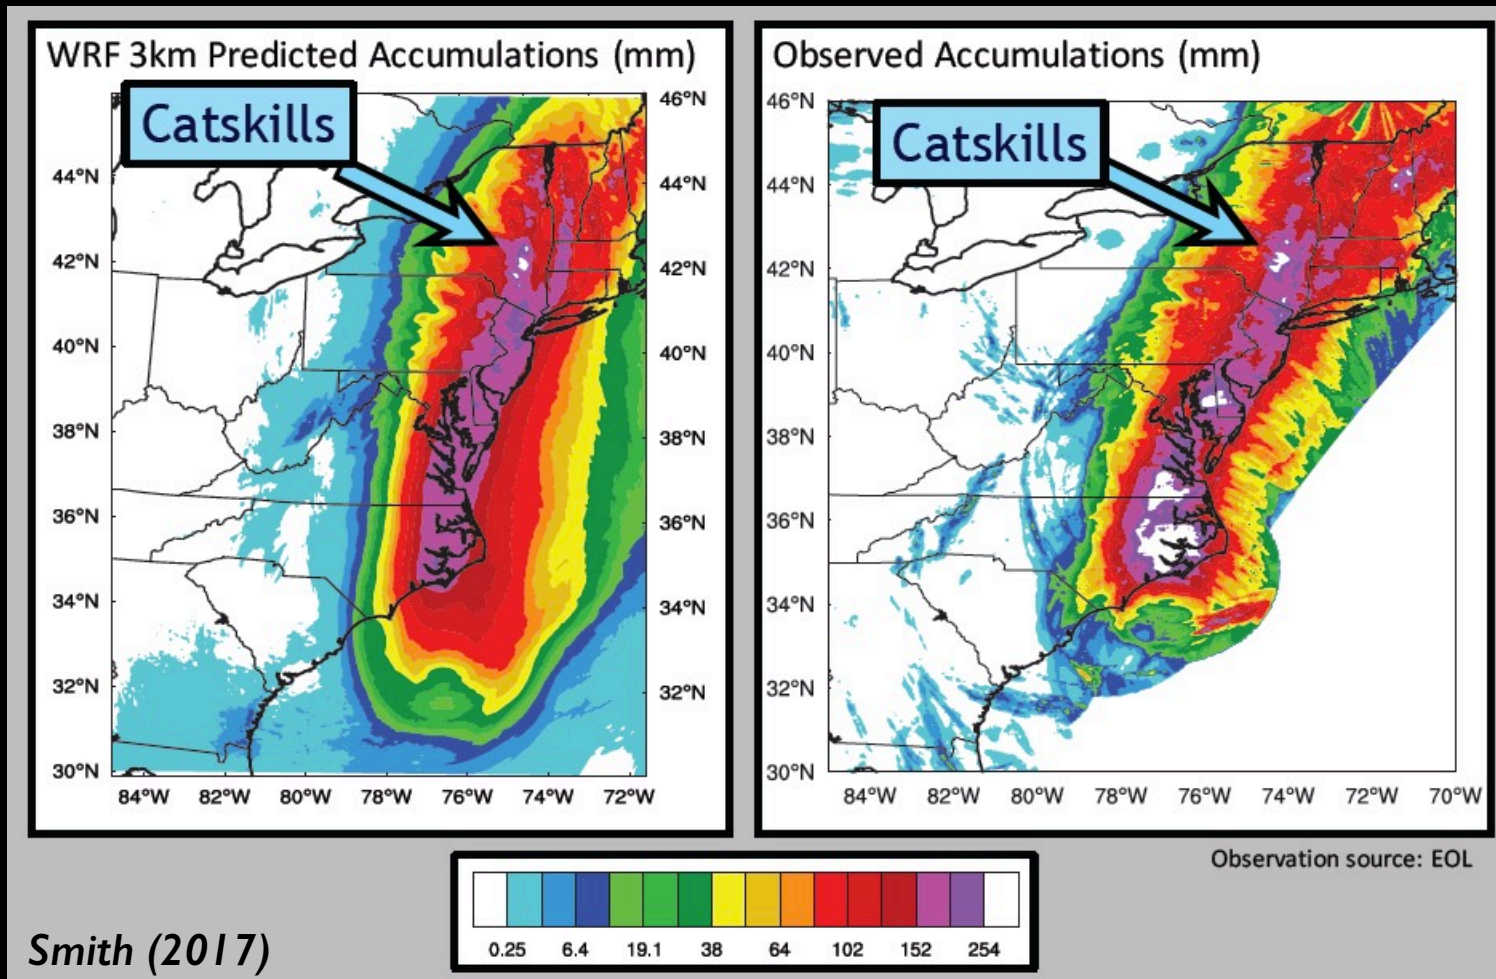 WRF 3km Predicted Accumulations (mm)
Catskills
46°N
44°N
44°N
42°N
42°N
40°N
40°N
38°N
38°N
36°N
36°N
34°N
34°N
32°N
32°N
30°N
84°W 82°W 80°W 78°W 76°W 74°W 72°W
Observed Accumulations (mm)
Catskills
46°N
44°N
42°N
40°N
38°N
36°N
34°N
32°N
30°N
84°W 82°W 80°W 78°W 76°W 74°W 72°W 70°W
Observation source: EOL
0.25 6.4 19.1 38 64 102 152 254
Smith (2017)